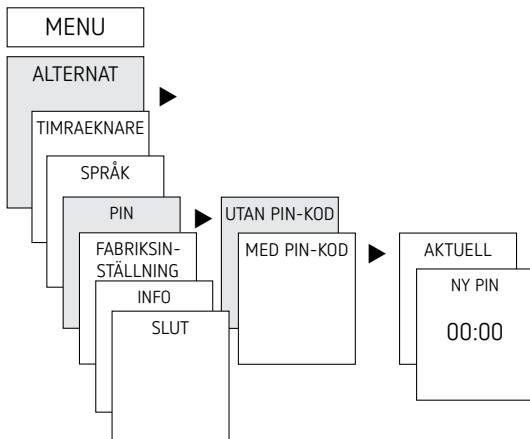 MENU
ALTERNAT
TIMRAEKNARE
SPRÅK
PIN
UTAN PIN-KOD
FABRIKSIN-
STÄLLNING
MED PIN-KOD
AKTUELL
INFO
NY PIN
SLUT
00:00